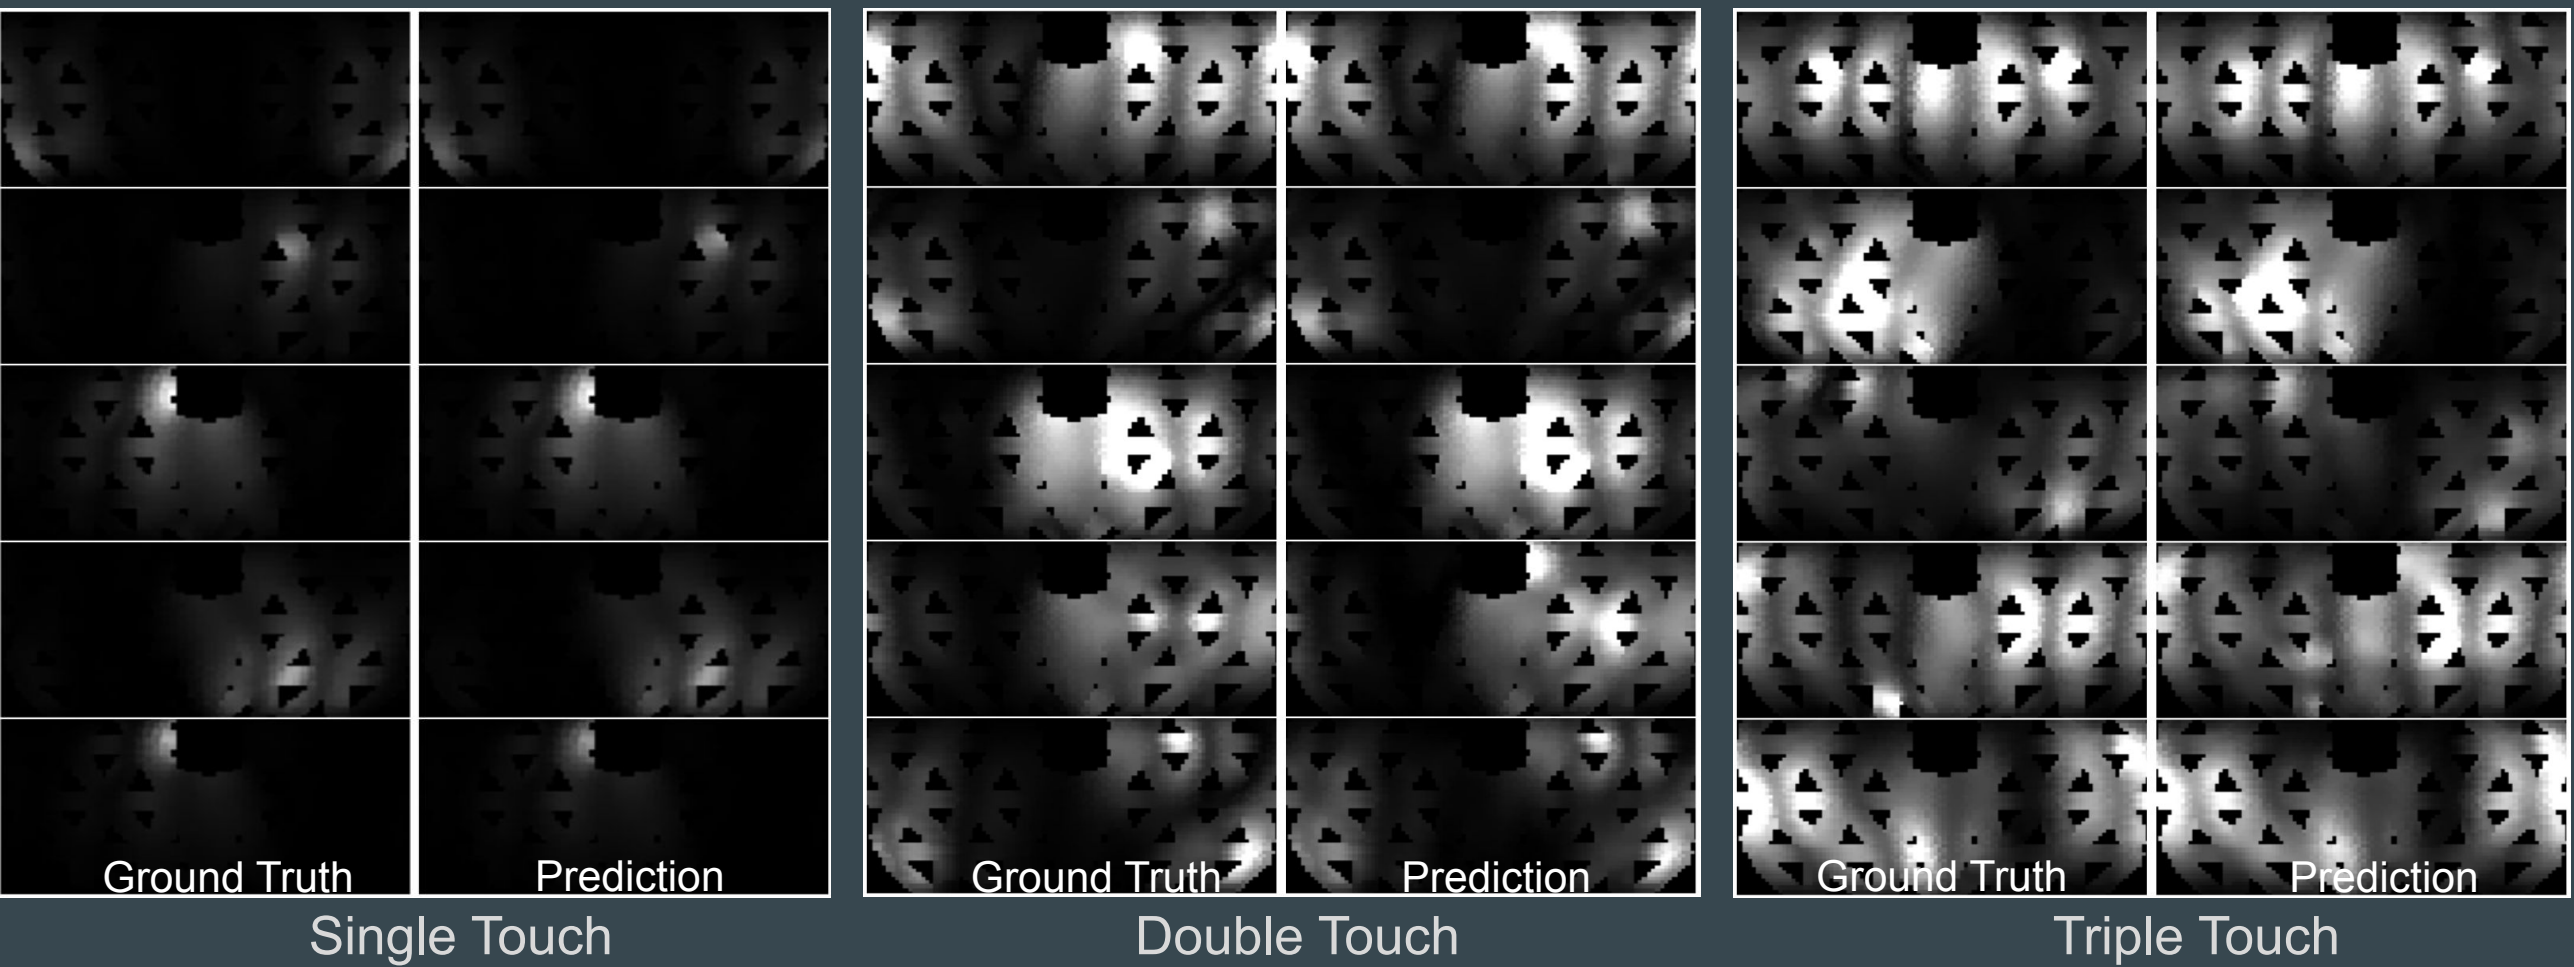 Ground Truth
Prediction
Ground Truth
Prediction
Ground Truth
Prediction
Single Touch
Double Touch
Triple Touch